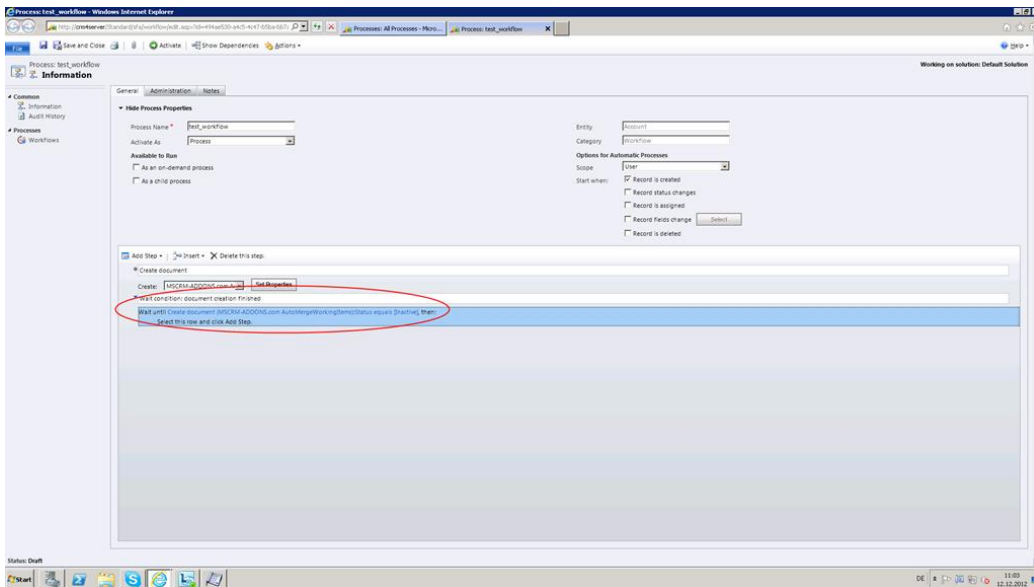 Process: test_workflow - Windows Internet Explorer
Processes: All Processes - Micro...
Process: test_workflow
File
Save and Close
Activate
Show Dependencies
Actions
Help
Process: test_workflow
Information
Working on solution: Default Solution
Common
Information
Audit History
Processes
Workflows
General
Administration
Notes
Hide Process Properties
Process Name *
test_workflow
Activate As
Process
Available to Run
As an on-demand process
As a child process
Entity
Account
Category
Workflow
Options for Automatic Processes
Scope
User
Start when:
Record is created
Record status changes
Record is assigned
Record fields change
Select
Record is deleted
Add Step
Insert
Delete this step.
Create document
Create:
MSCRM-ADDONS.com
Set Properties
Wait condition: document creation finished
Wait until Create document (MSCRM-ADDONS.com AutoMergeWorkingItems):Status equals [Inactive], then:
Select this row and click Add Step.
Status: Draft
Start
DE
11:03
12.12.2012